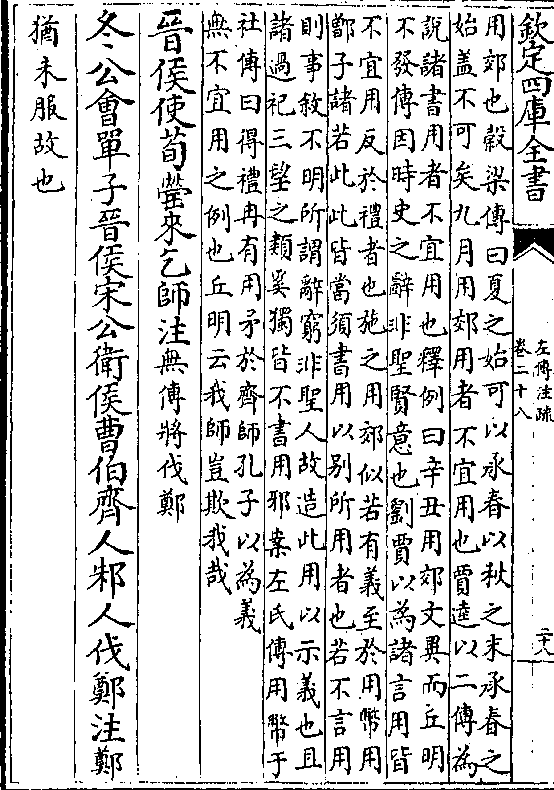 欽定四庫全書
左傳注疏
卷二十八
二十八
用郊也穀梁傳曰夏之始可以承春以秋之末承春之
始蓋不可矣九月用郊用者不宜用也賈逵以二傳為
說諸書用者不宜用也釋例曰辛丑用郊文異而丘明
不發傳因時史之辭非聖賢意也劉賈以為諸言用皆
不宜用反於禮者也施之用郊似若有義至於用幣用
鄫子諸若此此皆當須書用以别所用者也若不言用
則事敘不明所謂辭窮非聖人故造此用以示義也且
諸過祀三望之類奚獨皆不書用邪案左氏傳用幣于
社傳曰得禮冉有用矛於齊師孔子以為義
無不宜用之例也丘明云我師豈欺我哉
晉侯使荀罃來乞師注無傳將伐鄭
冬公會單子晉侯宋公衛侯曹伯齊人邾人伐鄭注鄭
猶未服故也